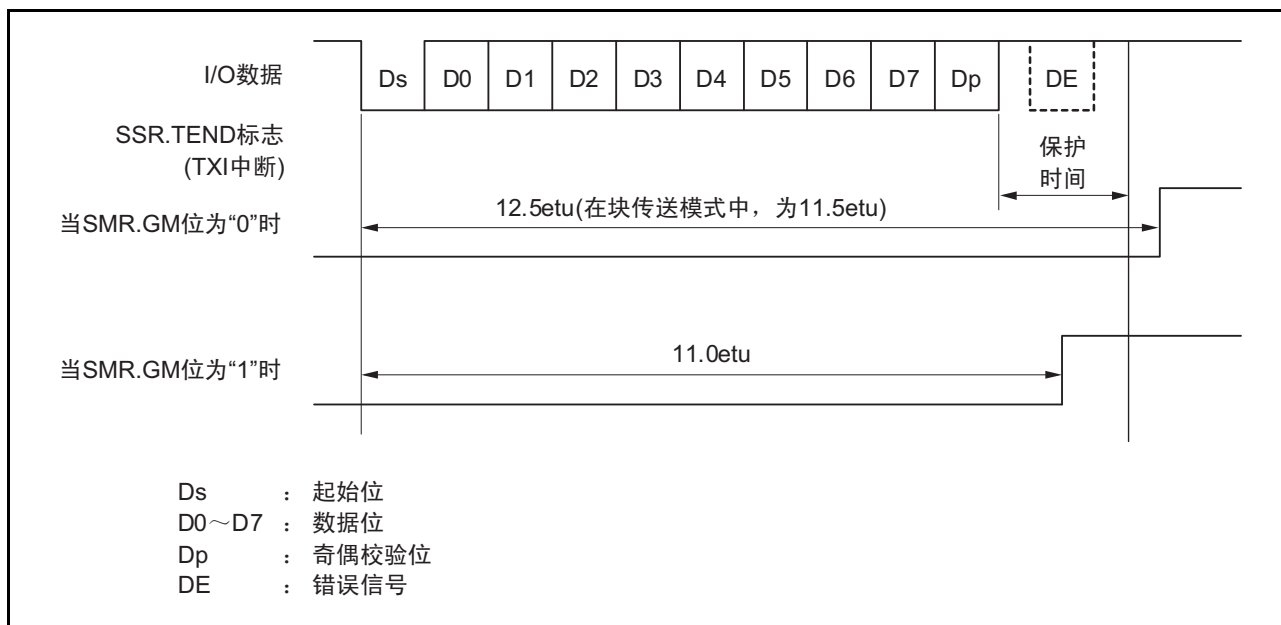 I/O数据
Ds D0 D1 D2 D3 D4 D5 D6 D7 Dp DE
SSR.TEND标志
(TXI中断)
保护
时间
当SMR.GM位为“0”时
12.5etu(在块传送模式中，为11.5etu)
当SMR.GM位为“1”时
11.0etu
Ds ： 起始位
D0～D7 ： 数据位
Dp ： 奇偶校验位
DE ： 错误信号